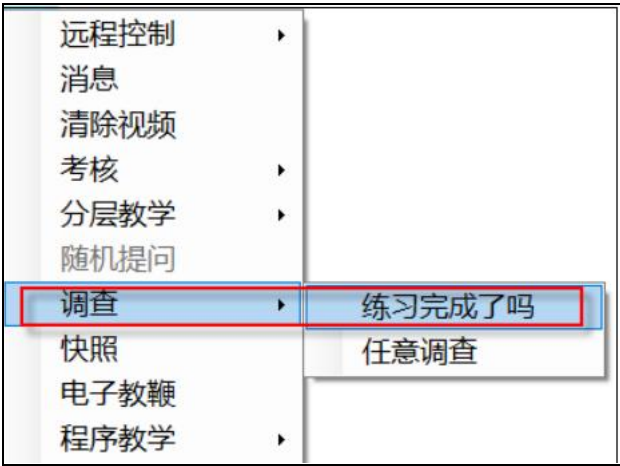 远程控制
消息
清除视频
考核
分层教学
随机提问
调查
练习完成了吗
快照
任意调查
电子教鞭
程序教学